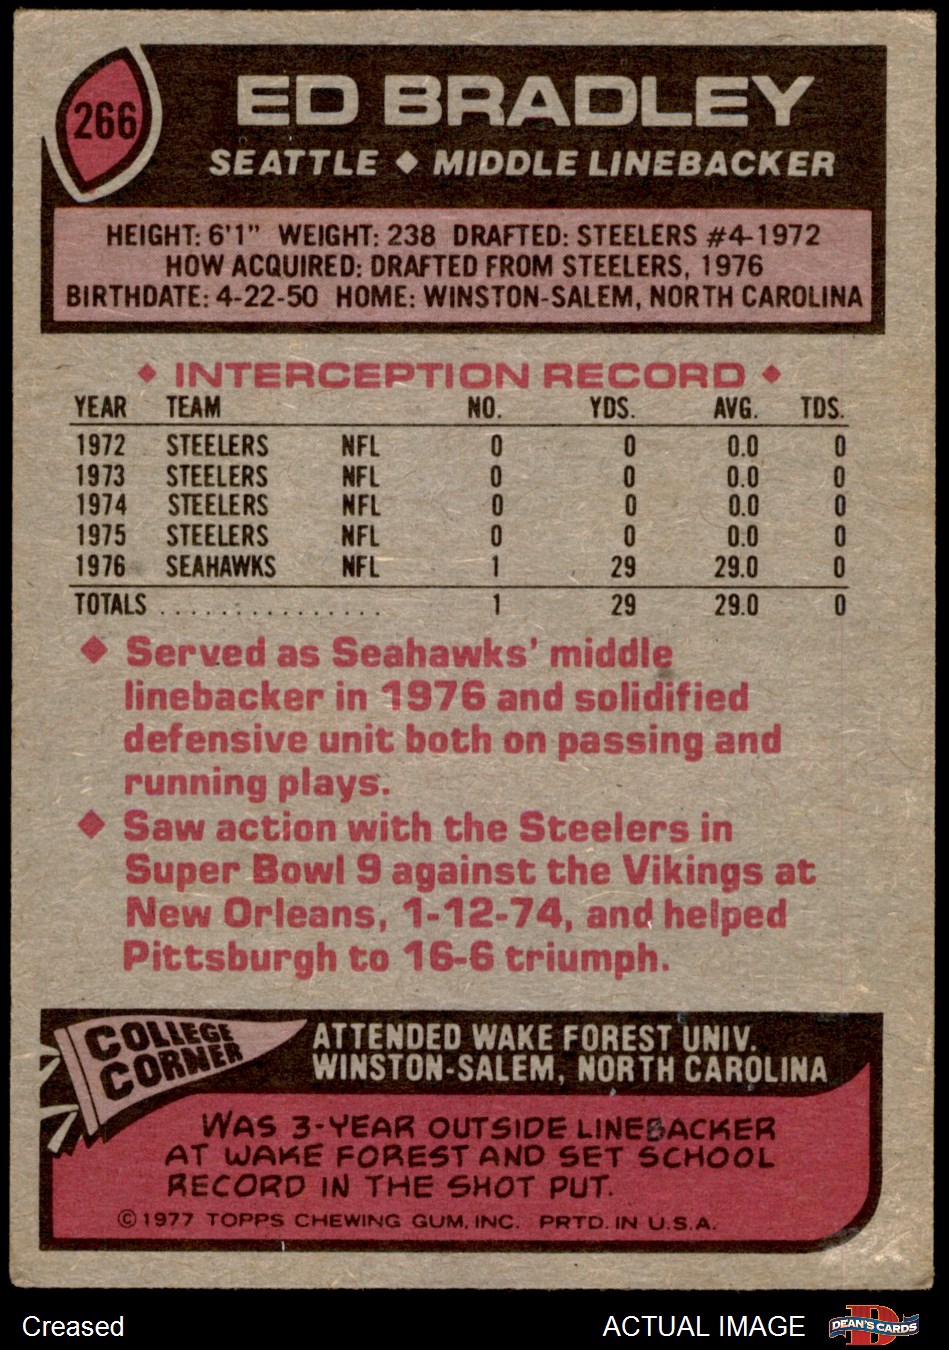 266
ED BRADLEY
SEATTLE ◆ MIDDLE LINEBACKER
HEIGHT: 6'1" WEIGHT: 238 DRAFTED: STEELERS #4-1972
HOW ACQUIRED: DRAFTED FROM STEELERS, 1976
BIRTHDATE: 4-22-50 HOME: WINSTON-SALEM, NORTH CAROLINA
◆ INTERCEPTION RECORD ◆
YEAR TEAM NO. YDS. AVG. TDS.
1972 STEELERS NFL 0 0 0.0 0
1973 STEELERS NFL 0 0 0.0 0
1974 STEELERS NFL 0 0 0.0 0
1975 STEELERS NFL 0 0 0.0 0
1976 SEAHAWKS NFL 1 29 29.0 0
TOTALS . . . . . . . . . . . . . . . 1 29 29.0 0
◆ Served as Seahawks' middle
linebacker in 1976 and solidified
defensive unit both on passing and
running plays.
◆ Saw action with the Steelers in
Super Bowl 9 against the Vikings at
New Orleans, 1-12-74, and helped
Pittsburgh to 16-6 triumph.
COLLEGE
CORNER
ATTENDED WAKE FOREST UNIV.
WINSTON-SALEM, NORTH CAROLINA
WAS 3-YEAR OUTSIDE LINEBACKER
AT WAKE FOREST AND SET SCHOOL
RECORD IN THE SHOT PUT.
©1977 TOPPS CHEWING GUM, INC. PRTD. IN U.S.A.
Creased
ACTUAL IMAGE
DEAN'S CARDS